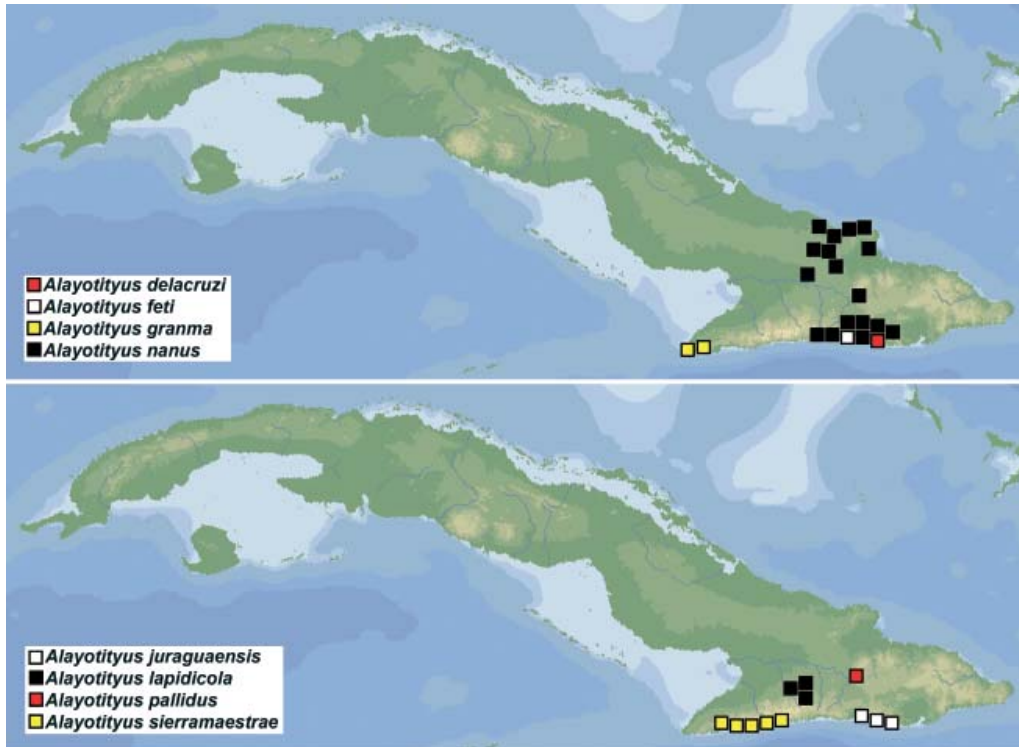 Alayotityus delacruzi
Alayotityus feti
Alayotityus granma
Alayotityus nanus
Alayotityus juraguaensis
Alayotityus lapidicola
Alayotityus pallidus
Alayotityus sierramaestrae